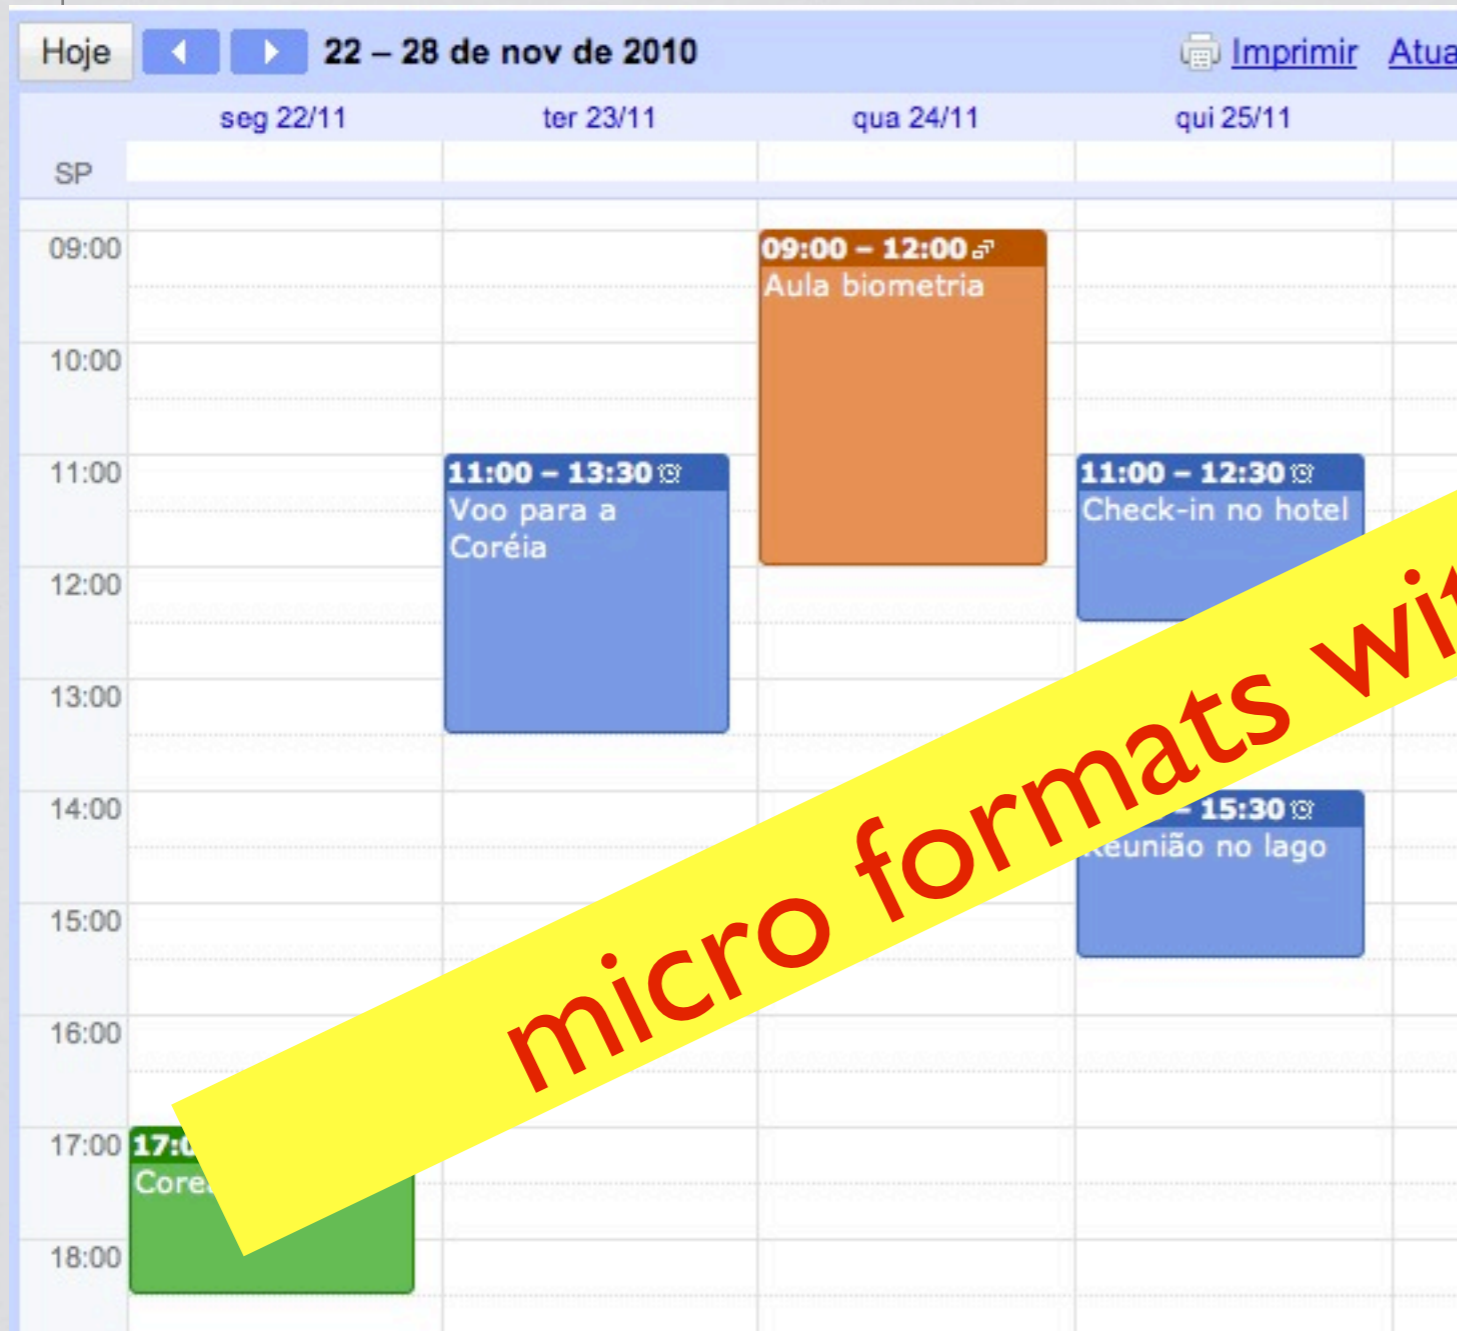 Hoje 22 – 28 de nov de 2010 Imprimir
seg 22/11 ter 23/11 qua 24/11 qui 25/11
SP
09:00
09:00 – 12:00
Aula biometria
10:00
11:00
11:00 – 13:30
Voo para a
Coréia
11:00 – 12:30
Check-in no hotel
12:00
13:00
micro formats
14:00
– 15:30
Reunião no lago
15:00
16:00
17:00
18:00